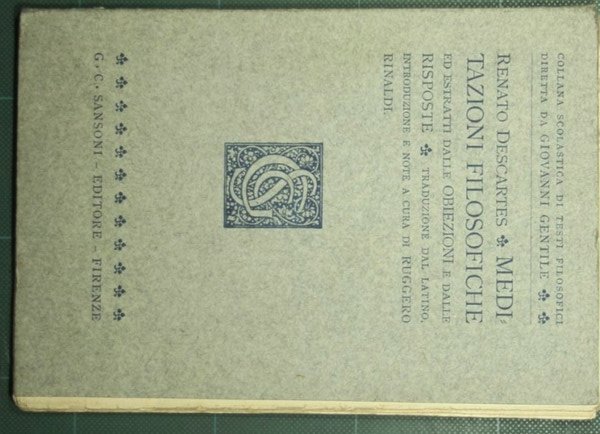 COLLANA SCOLASTICA DI TESTI FILOSOFICI
DIRETTA DA GIOVANNI GENTILE
RENATO DESCARTES MEDI=
TAZIONI FILOSOFICHE
ED ESTRATTI DALLE OBIEZIONI E DALLE
RISPOSTE TRADUZIONE DAL LATINO,
INTRODUZIONE E NOTE A CURA DI RUGGERO
RINALDI.
G. C. SANSONI - EDITORE - FIRENZE